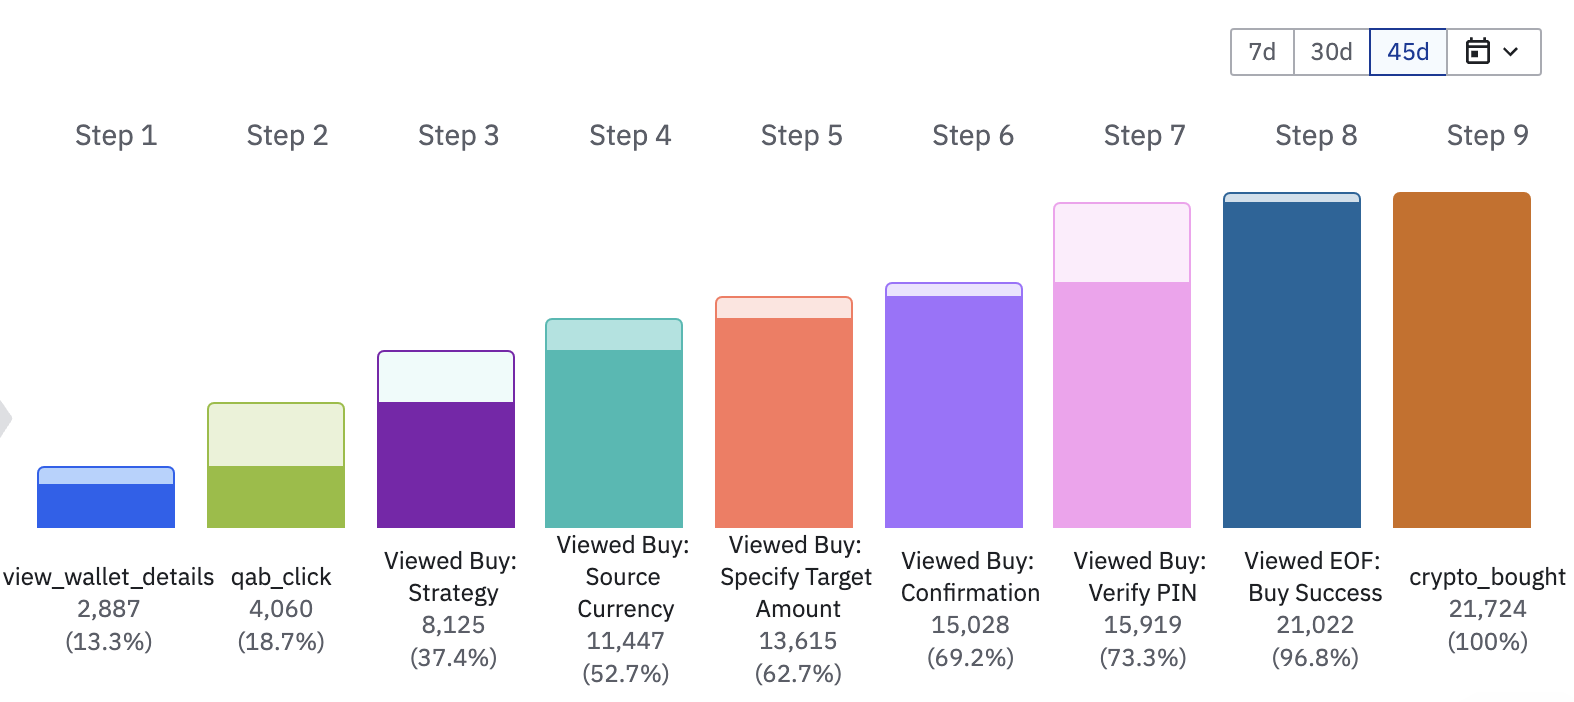 7d 30d 45d
Step 1 Step 2 Step 3 Step 4 Step 5 Step 6 Step 7 Step 8 Step 9
view_wallet_details
2,887
(13.3%)
qab_click
4,060
(18.7%)
Viewed Buy:
Strategy
8,125
(37.4%)
Viewed Buy:
Source
Currency
11,447
(52.7%)
Viewed Buy:
Specify Target
Amount
13,615
(62.7%)
Viewed Buy:
Confirmation
15,028
(69.2%)
Viewed Buy:
Verify PIN
15,919
(73.3%)
Viewed EOF:
Buy Success
21,022
(96.8%)
crypto_bought
21,724
(100%)